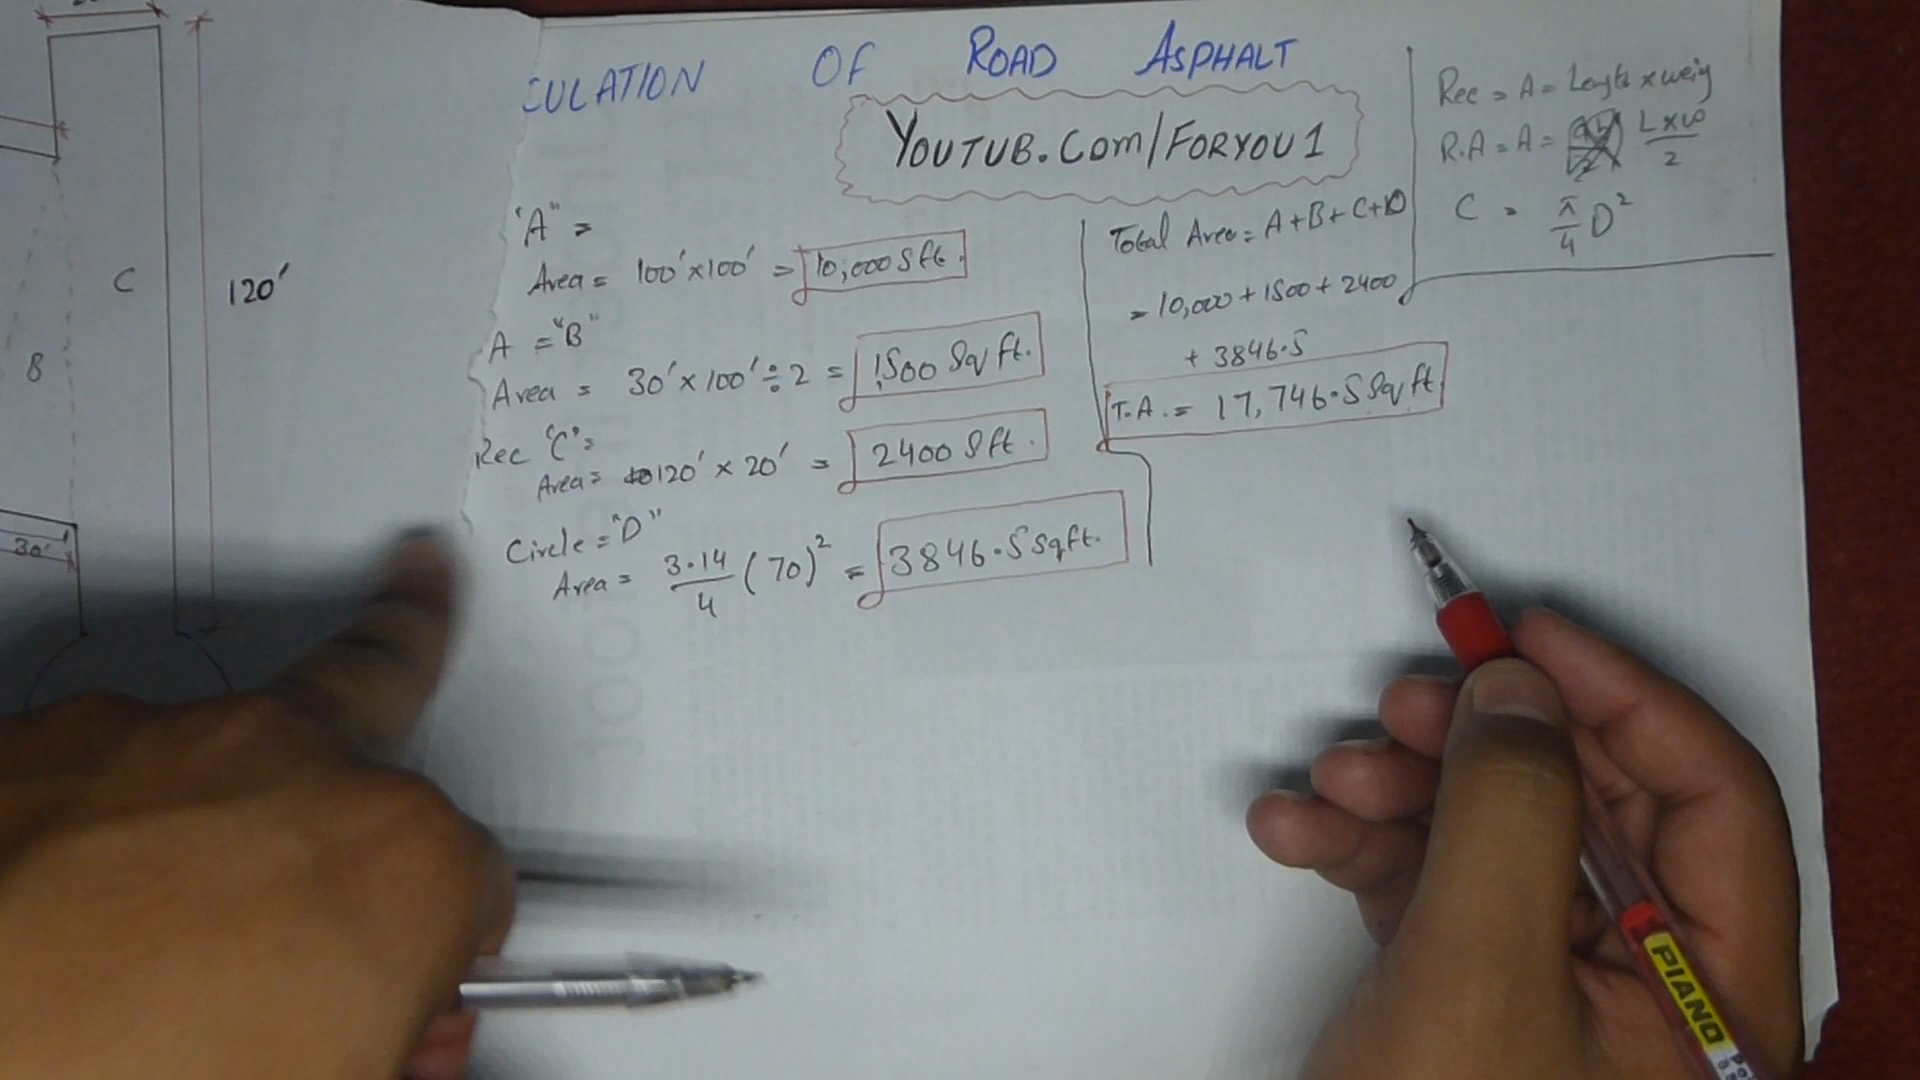 CULATION OF ROAD ASPHALT
YOUTUB.COM/FORYOU1
Rec = A = Length x weig
R.A = A = L x w / 2
C = π/4 D²
"A" =
Area = 100' x 100' = 10,000 Sft.
A = "B"
Area = 30' x 100' ÷ 2 = 1500 Sq ft.
Rec "C" =
Area = 120' x 20' = 2400 Sft.
Circle = "D"
Area = 3.14/4 (70)² = 3846.5 sqft.
Total Area = A+B+C+D
= 10,000 + 1500 + 2400
+ 3846.5
T.A. = 17,746.5 Sq ft.
C
120'
B
30'
PIANO